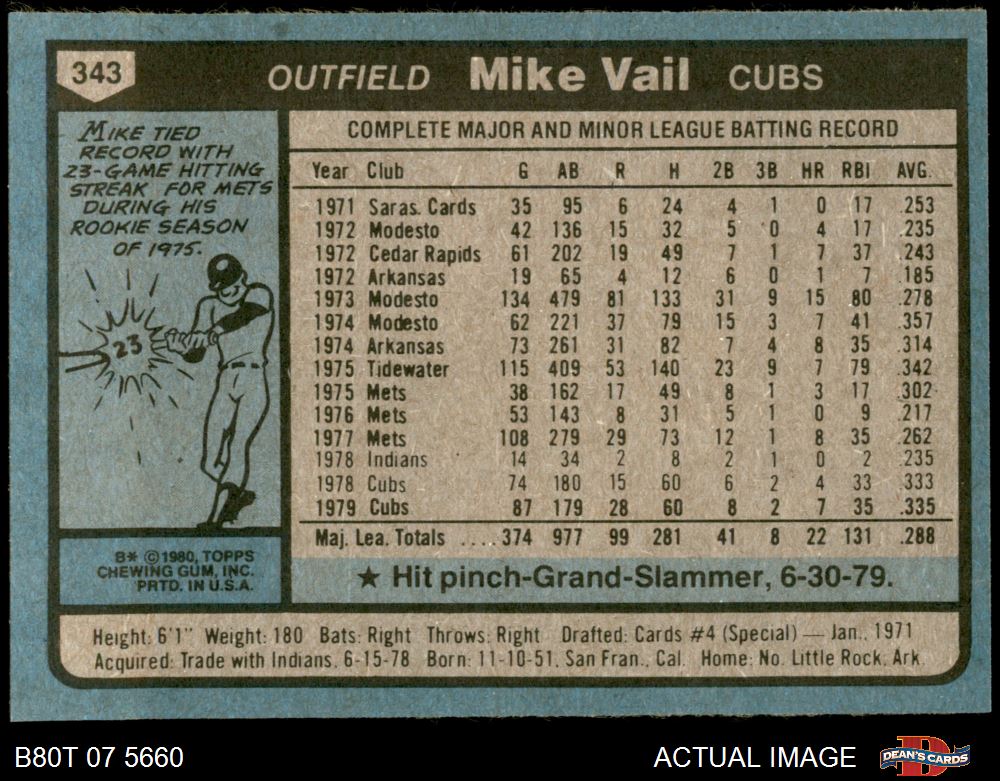 343
OUTFIELD Mike Vail CUBS
MIKE TIED
RECORD WITH
23-GAME HITTING
STREAK FOR METS
DURING HIS
ROOKIE SEASON
OF 1975.
23
B* ©1980, TOPPS
CHEWING GUM, INC.
PRTD. IN U.S.A.
COMPLETE MAJOR AND MINOR LEAGUE BATTING RECORD
Year Club G AB R H 2B 3B HR RBI AVG.
1971 Saras. Cards 35 95 6 24 4 1 0 17 .253
1972 Modesto 42 136 15 32 5 0 4 17 .235
1972 Cedar Rapids 61 202 19 49 7 1 7 37 .243
1972 Arkansas 19 65 4 12 6 0 1 7 .185
1973 Modesto 134 479 81 133 31 9 15 80 .278
1974 Modesto 62 221 37 79 15 3 7 41 .357
1974 Arkansas 73 261 31 82 7 4 8 35 .314
1975 Tidewater 115 409 53 140 23 9 7 79 .342
1975 Mets 38 162 17 49 8 1 3 17 .302
1976 Mets 53 143 8 31 5 1 0 9 .217
1977 Mets 108 279 29 73 12 1 8 35 .262
1978 Indians 14 34 2 8 2 1 0 2 .235
1978 Cubs 74 180 15 60 6 2 4 33 .333
1979 Cubs 87 179 28 60 8 2 7 35 .335
Maj. Lea. Totals ....374 977 99 281 41 8 22 131 .288
★ Hit pinch-Grand-Slammer, 6-30-79.
Height: 6'1" Weight: 180 Bats: Right Throws: Right Drafted: Cards #4 (Special) — Jan., 1971
Acquired: Trade with Indians, 6-15-78 Born: 11-10-51, San Fran., Cal. Home: No. Little Rock, Ark.
B80T 07 5660
ACTUAL IMAGE
DEAN'S CARDS